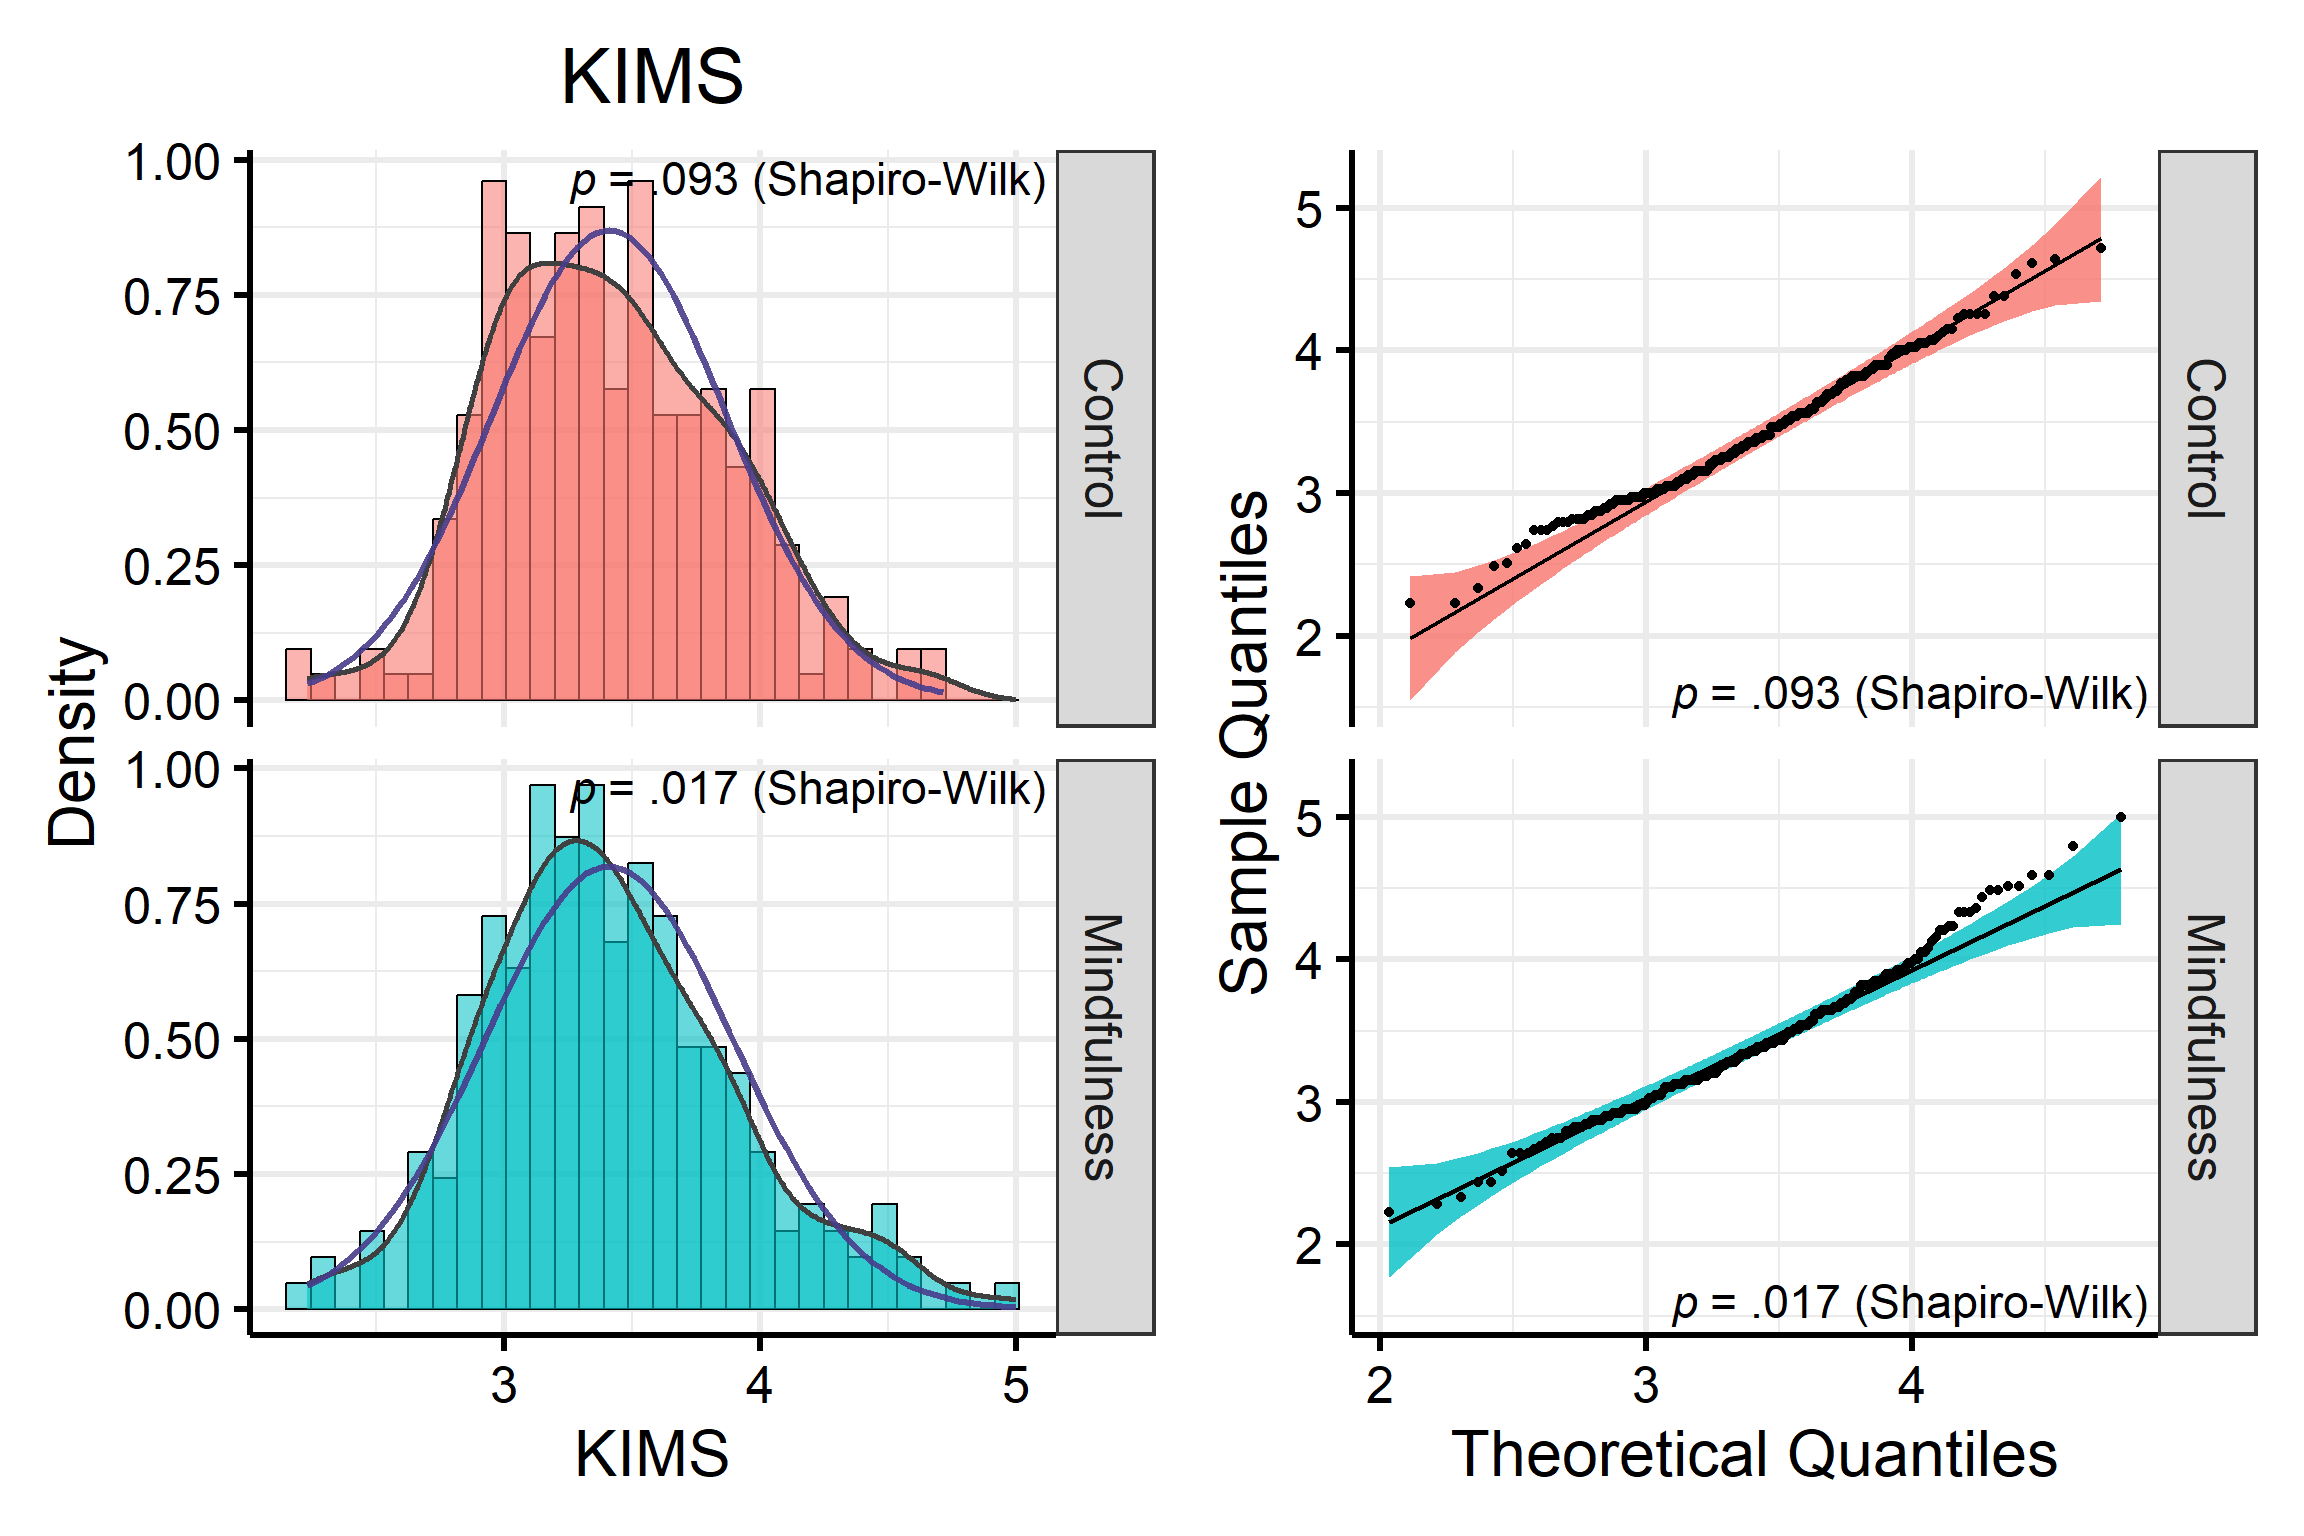 KIMS
Density
1.00
0.75
0.50
0.25
0.00
p = .093 (Shapiro-Wilk)
Control
1.00
0.75
0.50
0.25
0.00
p = .017 (Shapiro-Wilk)
Mindfulness
3 4 5
KIMS
Sample Quantiles
5
4
3
2
p = .093 (Shapiro-Wilk)
Control
5
4
3
2
p = .017 (Shapiro-Wilk)
Mindfulness
2 3 4
Theoretical Quantiles